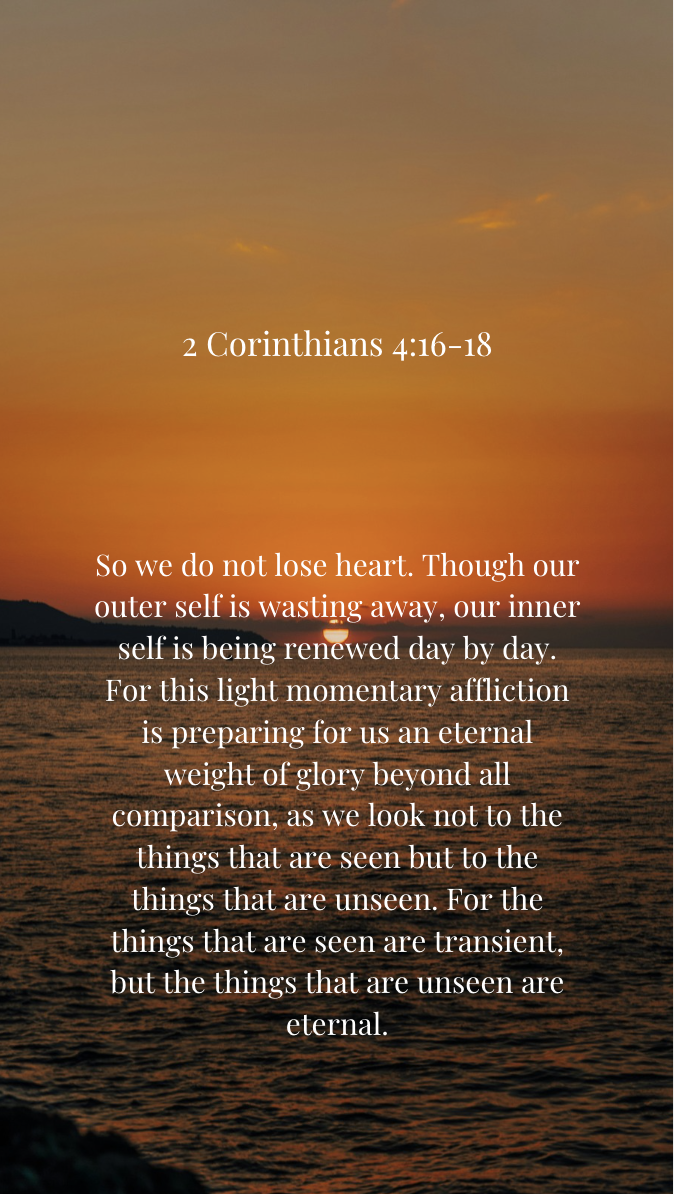 2 Corinthians 4:16-18
So we do not lose heart. Though our
outer self is wasting away, our inner
self is being renewed day by day.
For this light momentary affliction
is preparing for us an eternal
weight of glory beyond all
comparison, as we look not to the
things that are seen but to the
things that are unseen. For the
things that are seen are transient,
but the things that are unseen are
eternal.